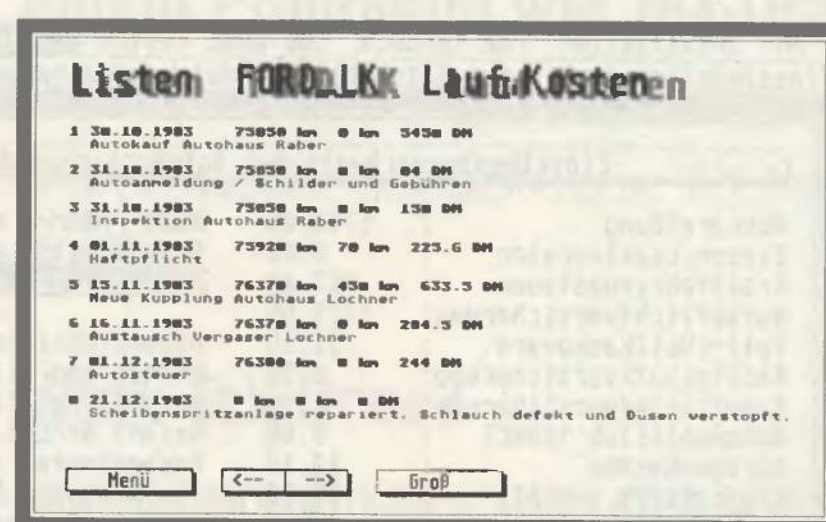 Listen FORD_LK Lauf.Kosten
1 30.10.1983 75850 km 0 km 5450 DM
Autokauf Autohaus Raber
2 31.10.1983 75850 km 0 km 84 DM
Autoanmeldung / Schilder und Gebühren
3 31.10.1983 75850 km 0 km 150 DM
Inspektion Autohaus Raber
4 01.11.1983 75920 km 70 km 225.6 DM
Haftpflicht
5 15.11.1983 76370 km 450 km 633.5 DM
Neue Kupplung Autohaus Lochner
6 16.11.1983 76370 km 0 km 204.5 DM
Austausch Vergaser Lochner
7 01.12.1983 km 0 km 244 DM
Autosteuer
8 21.12.1983 0 km 0 km 0 DM
Scheibenspritzanlage repariert. Schlauch defekt und Düsen verstopft.
Menü <-- --> Groß